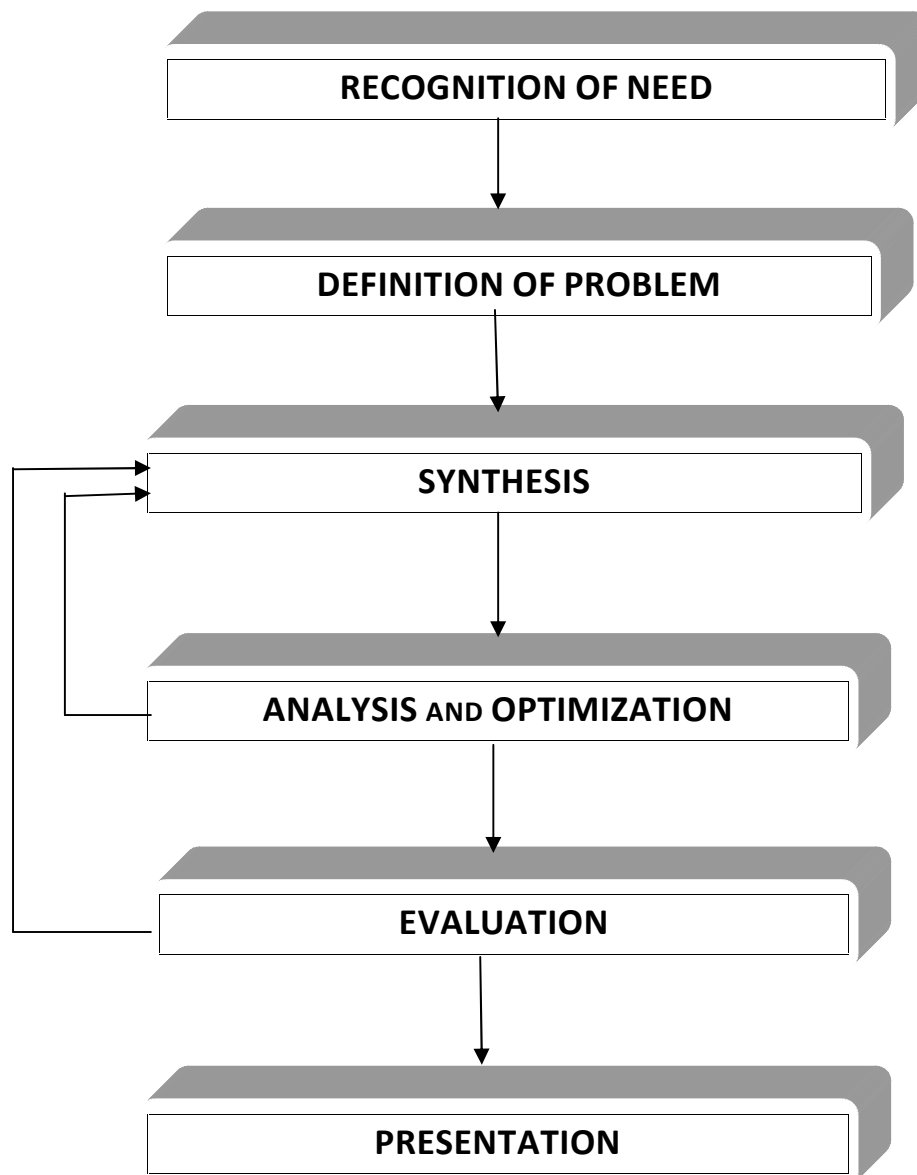 RECOGNITION OF NEED
DEFINITION OF PROBLEM
SYNTHESIS
ANALYSIS AND OPTIMIZATION
EVALUATION
PRESENTATION